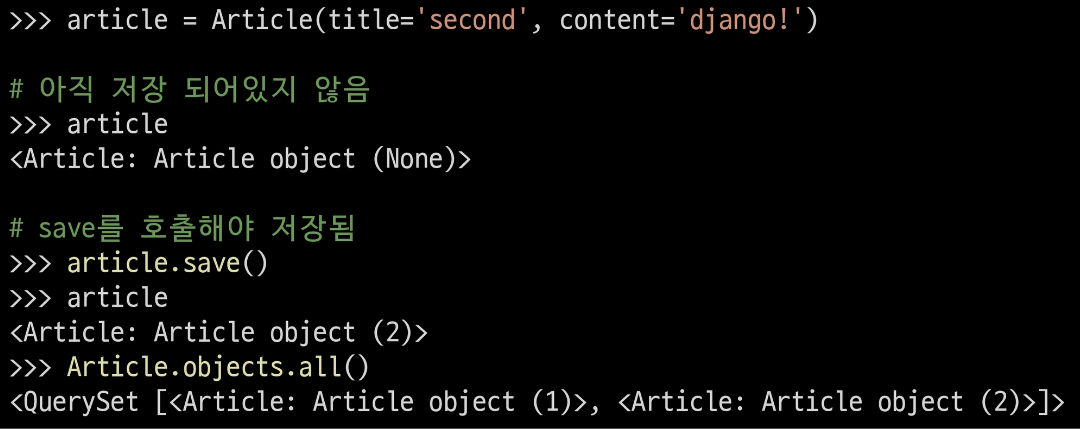 >>> article = Article(title='second', content='django!')
# 아직 저장 되어있지 않음
>>> article
<Article: Article object (None)>
# save를 호출해야 저장됨
>>> article.save()
>>> article
<Article: Article object (2)>
>>> Article.objects.all()
<QuerySet [<Article: Article object (1)>, <Article: Article object (2)>]>